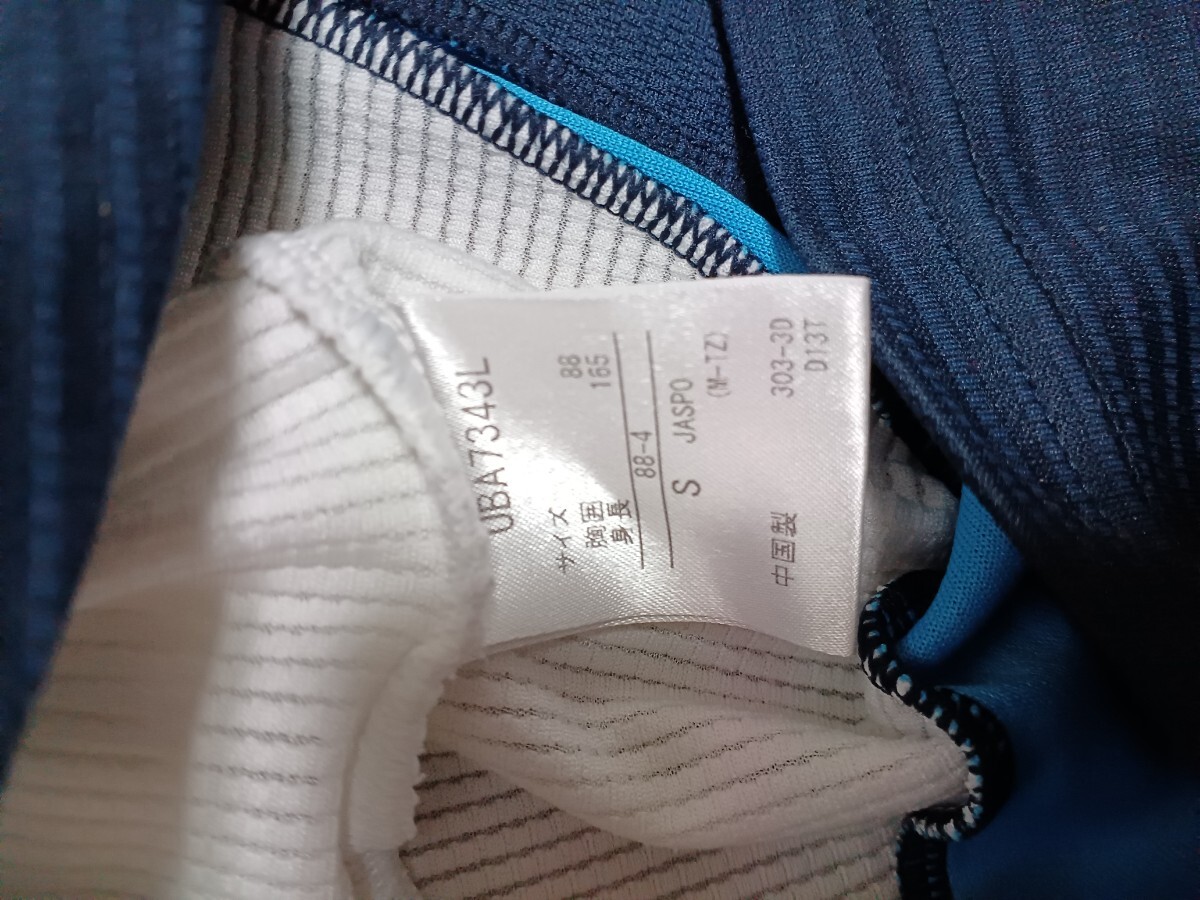 UBA7343L
サイズ
胸囲 88
身長 165
88-4
S JASPO
(M-TZ)
中国製 303-3D
D13T